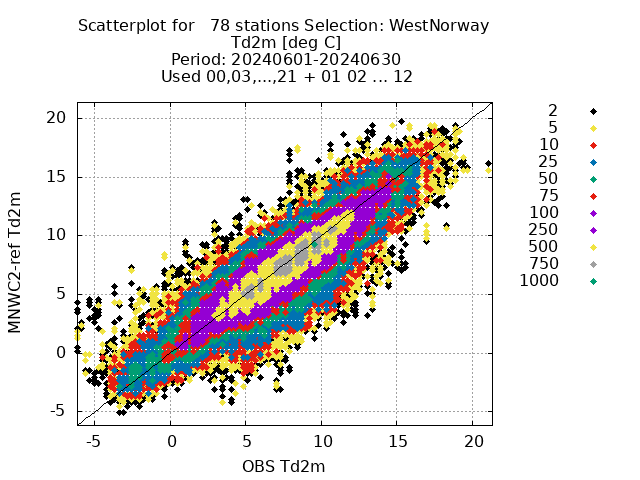 Scatterplot for   78 stations Selection: WestNorway
Td2m [deg C]
Period: 20240601-20240630
Used 00,03,...,21 + 01 02 ... 12
MNWC2-ref Td2m
20
15
10
5
0
-5
-5 0 5 10 15 20
OBS Td2m
2
5
10
25
50
75
100
250
500
750
1000